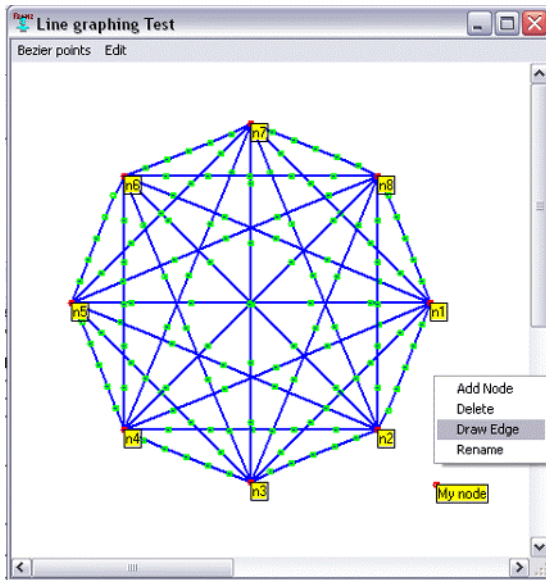 Line graphing Test
Bezier points Edit
n7
n6
n8
n5
n1
Add Node
Delete
Draw Edge
Rename
n4
n2
n3
My node